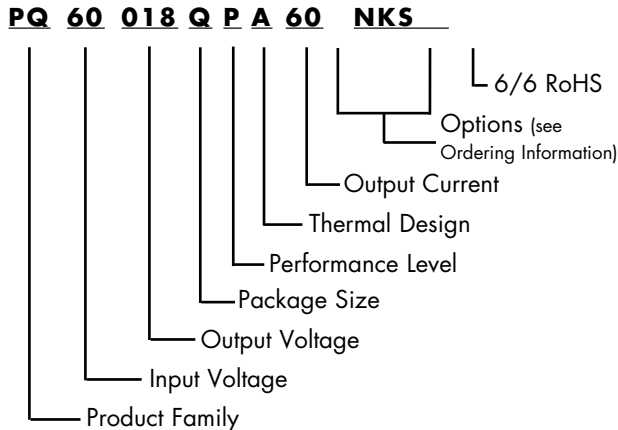 PQ 60 018 Q P A 60 NKS
6/6 RoHS
Options (see
Ordering Information)
Output Current
Thermal Design
Performance Level
Package Size
Output Voltage
Input Voltage
Product Family